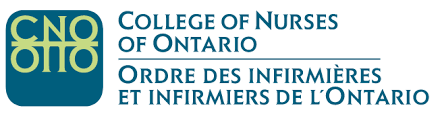 CNO
OIIO
COLLEGE OF NURSES
OF ONTARIO
ORDRE DES INFIRMIÈRES
ET INFIRMIERS DE L'ONTARIO